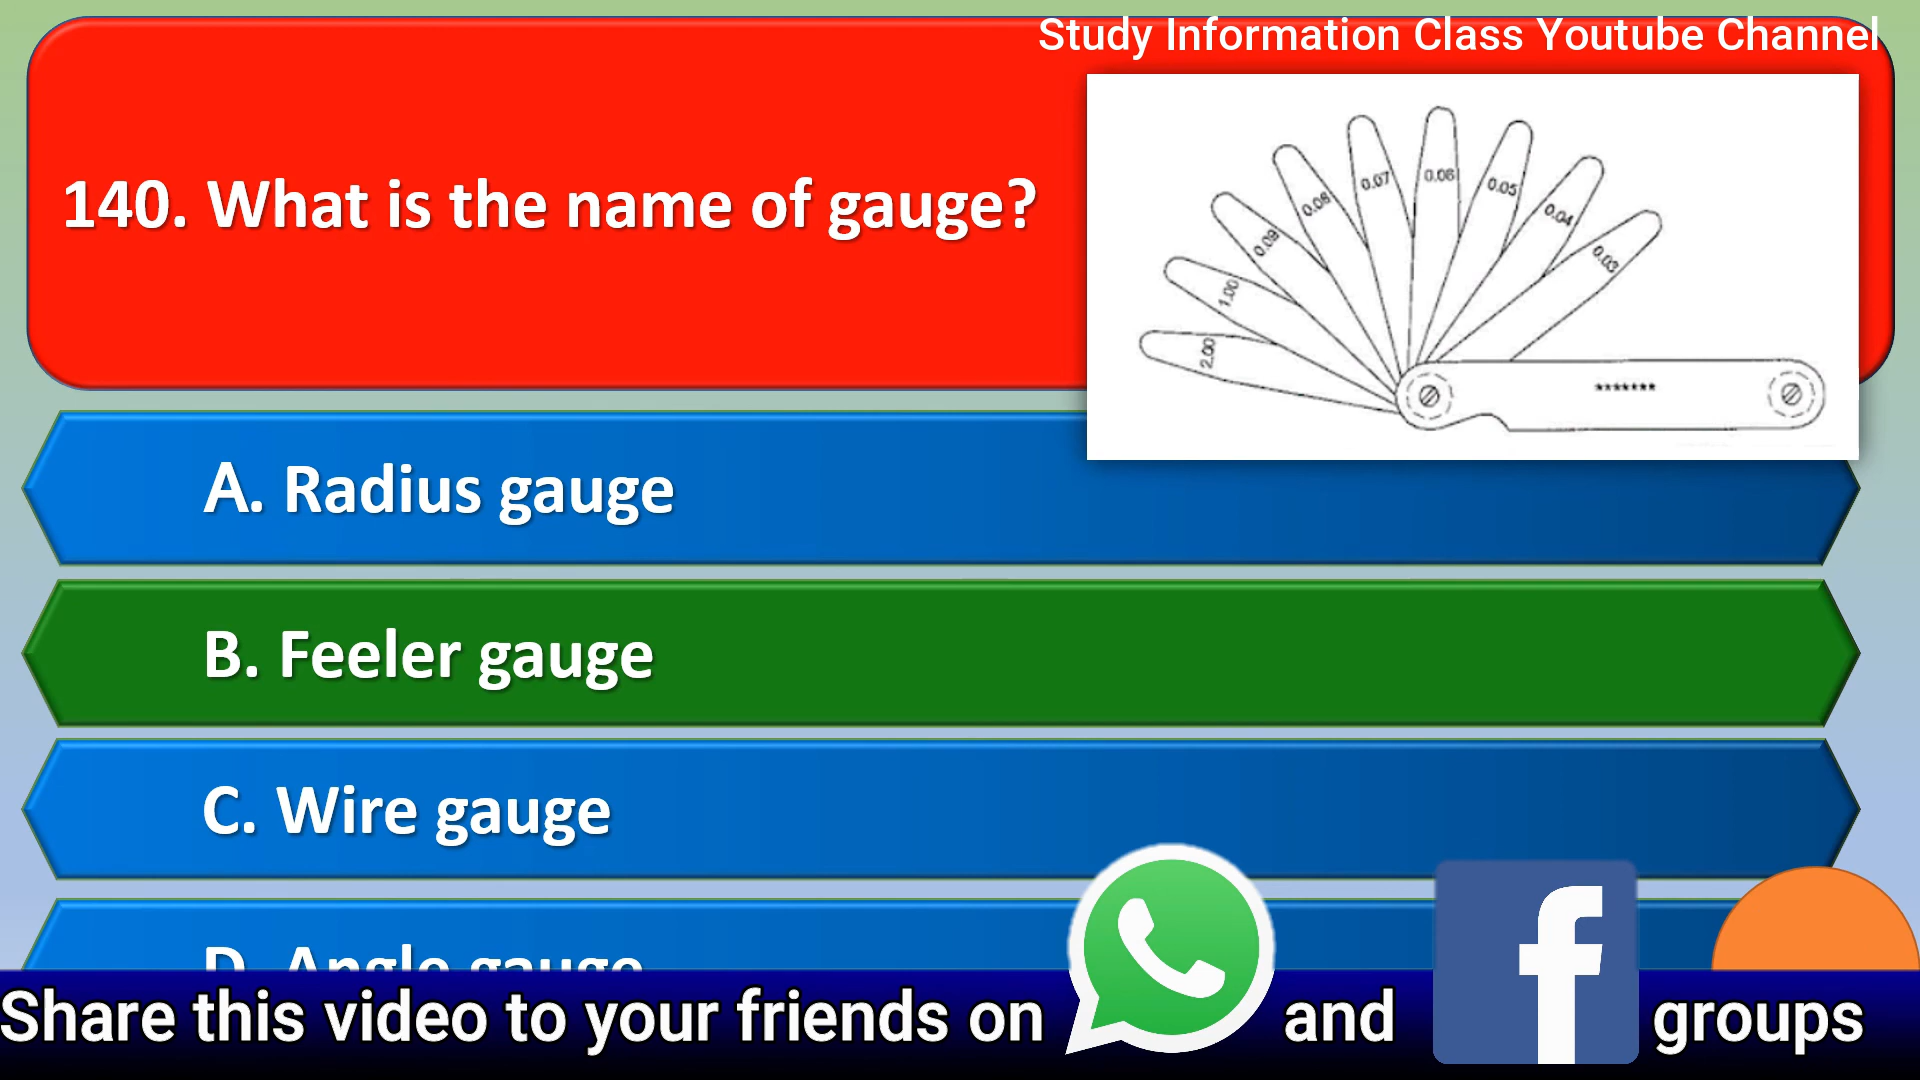 Study Information Class Youtube Channel
140. What is the name of gauge?
2.00
1.00
0.09
0.08
0.07
0.06
0.05
0.04
0.03
*******
A. Radius gauge
B. Feeler gauge
C. Wire gauge
D. Angle gauge
Share this video to your friends on and groups